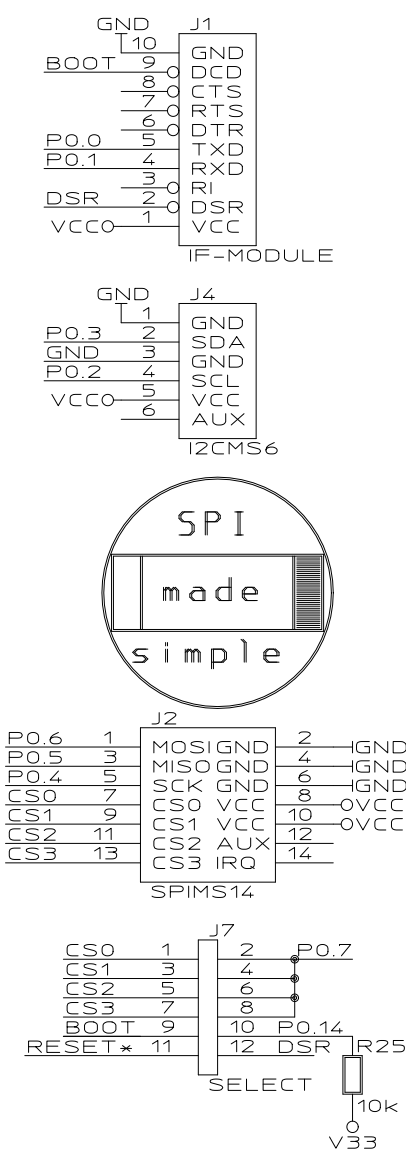 GND J1
10 GND
BOOT 9 DCD
8 CTS
7 RTS
6 DTR
P0.0 5 TXD
P0.1 4 RXD
3 RI
DSR 2 DSR
VCC 1 VCC
IF-MODULE
GND J4
1 GND
P0.3 2 SDA
GND 3 GND
P0.2 4 SCL
VCC 5 VCC
6 AUX
I2CMS6
SPI
made
simple
J2
P0.6 1 MOSI GND 2 GND
P0.5 3 MISO GND 4 GND
P0.4 5 SCK GND 6 GND
CS0 7 CS0 VCC 8 VCC
CS1 9 CS1 VCC 10 VCC
CS2 11 CS2 AUX 12
CS3 13 CS3 IRQ 14
SPIMS14
J7
CS0 1 2 P0.7
CS1 3 4
CS2 5 6
CS3 7 8
BOOT 9 10 P0.14
RESET* 11 12 DSR R25
SELECT
10k
V33